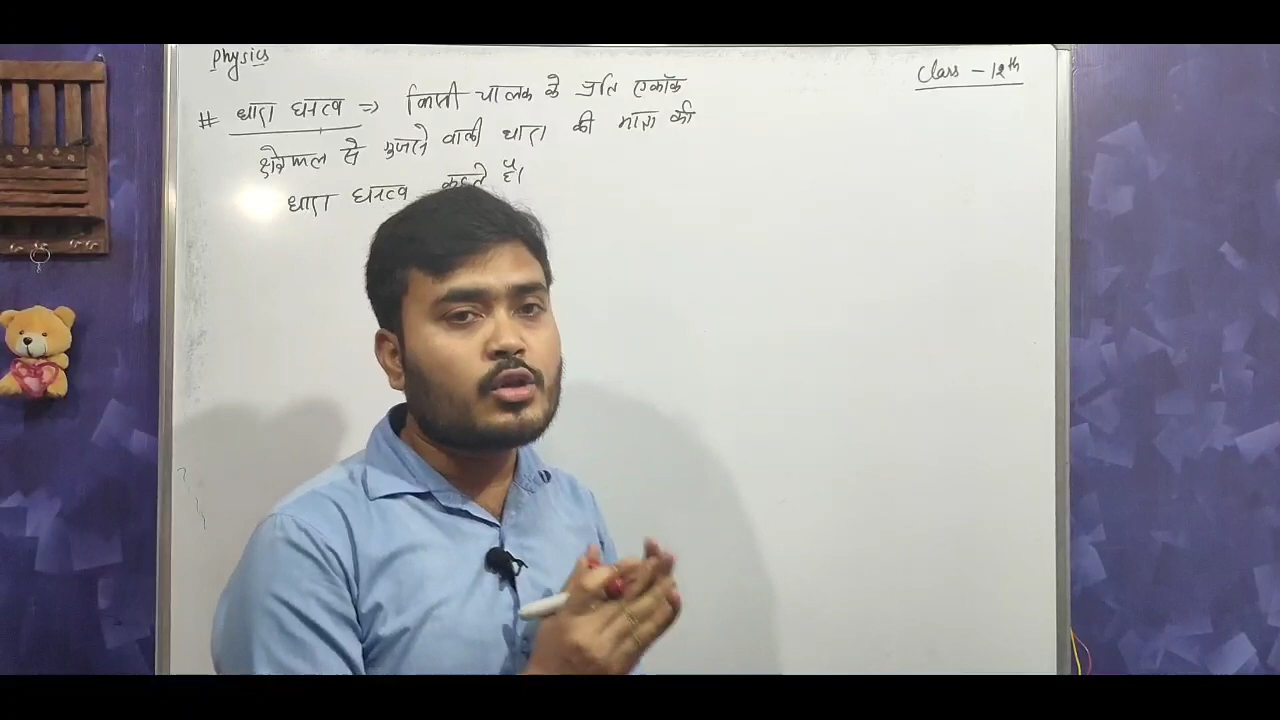 Physics
Class - 12th
# धारा घनत्व => किसी चालक के प्रति एकांक
क्षेत्रफल से गुजरने वाली धारा की मात्रा को
धारा घनत्व कहते है।